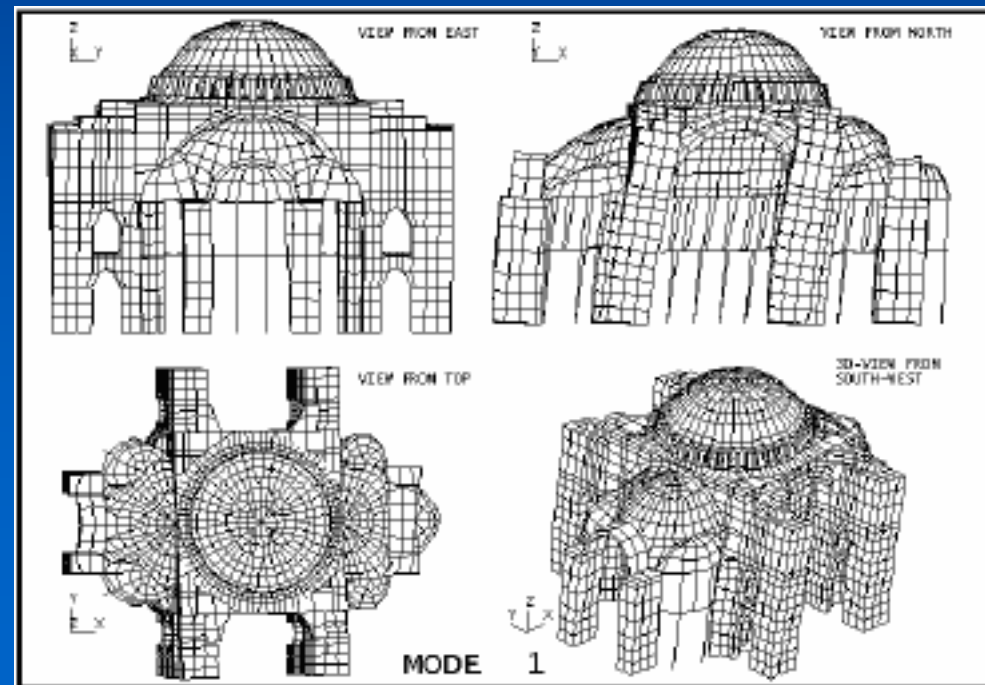 Z
VIEW FROM EAST
X Y
Z
VIEW FROM NORTH
Y X
VIEW FROM TOP
Y
Z X
3D-VIEW FROM
SOUTH-WEST
Z
Y X
MODE 1